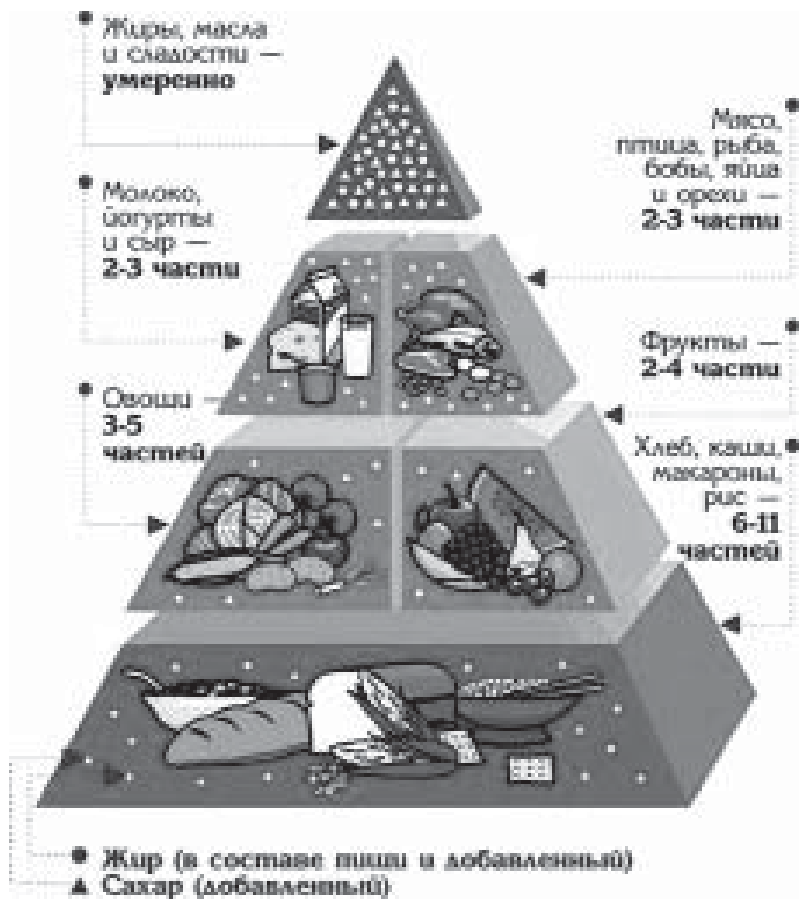 Жиры, масла
и сладости —
умеренно
Мясо,
птица, рыба,
бобы, яйца
и орехи —
2-3 части
Молоко,
йогурты
и сыр —
2-3 части
Фрукты —
2-4 части
Овощи —
3-5
частей
Хлеб, каши,
макароны,
рис —
6-11
частей
Жир (в составе пищи и добавленный)
Сахар (добавленный)